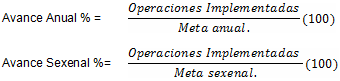 Avance Anual % = Operaciones Implementadas / Meta anual. (100)
Avance Sexenal %= Operaciones Implementadas / Meta sexenal. (100)